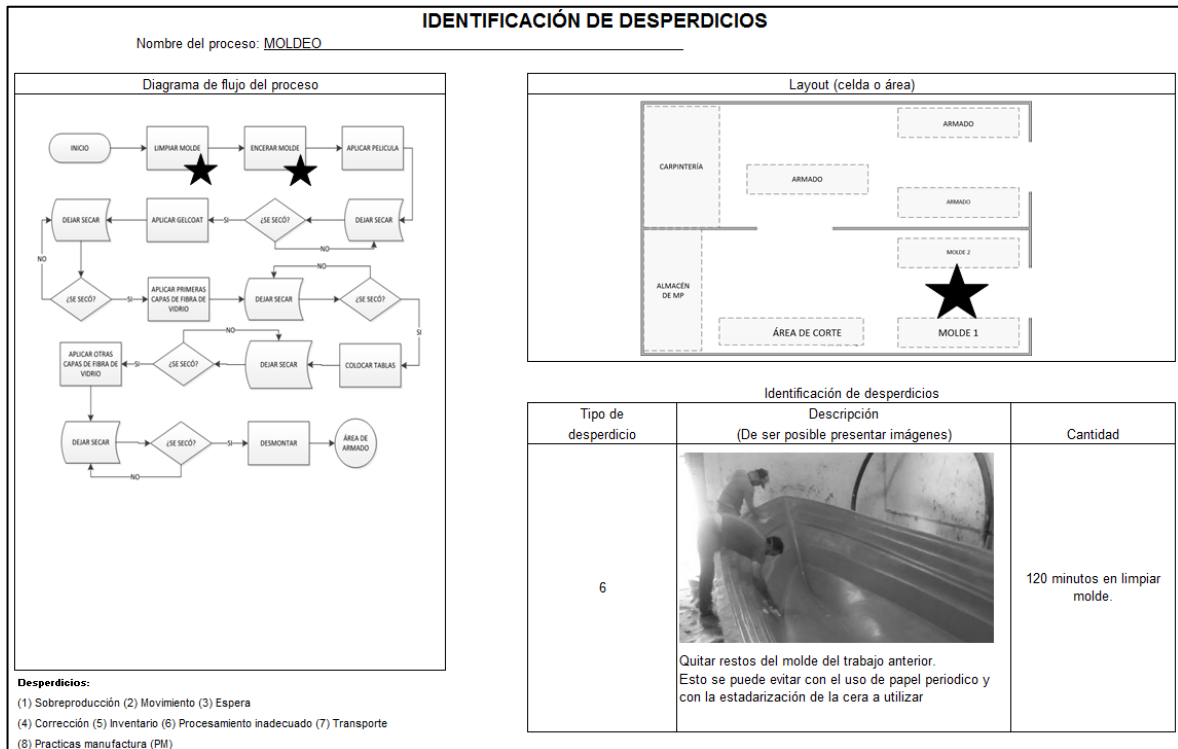 IDENTIFICACIÓN DE DESPERDICIOS
Nombre del proceso: MOLDEO
Diagrama de flujo del proceso
INICIO
LIMPIAR MOLDE
ENCERAR MOLDE
APLICAR PELICULA
DEJAR SECAR
APLICAR GELCOAT
SI
¿SE SECÓ?
DEJAR SECAR
NO
NO
¿SE SECÓ?
SI
APLICAR PRIMERAS
CAPAS DE FIBRA DE
VIDRIO
DEJAR SECAR
NO
¿SE SECÓ?
SI
APLICAR OTRAS
CAPAS DE FIBRA DE
VIDRIO
SI
¿SE SECÓ?
NO
DEJAR SECAR
COLOCAR TABLAS
DEJAR SECAR
¿SE SECÓ?
SI
NO
DESMONTAR
ÁREA DE
ARMADO
Layout (celda o área)
CARPINTERÍA
ARMADO
ARMADO
ARMADO
ALMACÉN
DE MP
MOLDE 2
ÁREA DE CORTE
MOLDE 1
Identificación de desperdicios
Tipo de
desperdicio
Descripción
(De ser posible presentar imágenes)
Cantidad
6
Quitar restos del molde del trabajo anterior.
Esto se puede evitar con el uso de papel periodico y
con la estadarización de la cera a utilizar
120 minutos en limpiar
molde.
Desperdicios:
(1) Sobreproducción (2) Movimiento (3) Espera
(4) Corrección (5) Inventario (6) Procesamiento inadecuado (7) Transporte
(8) Practicas manufactura (PM)